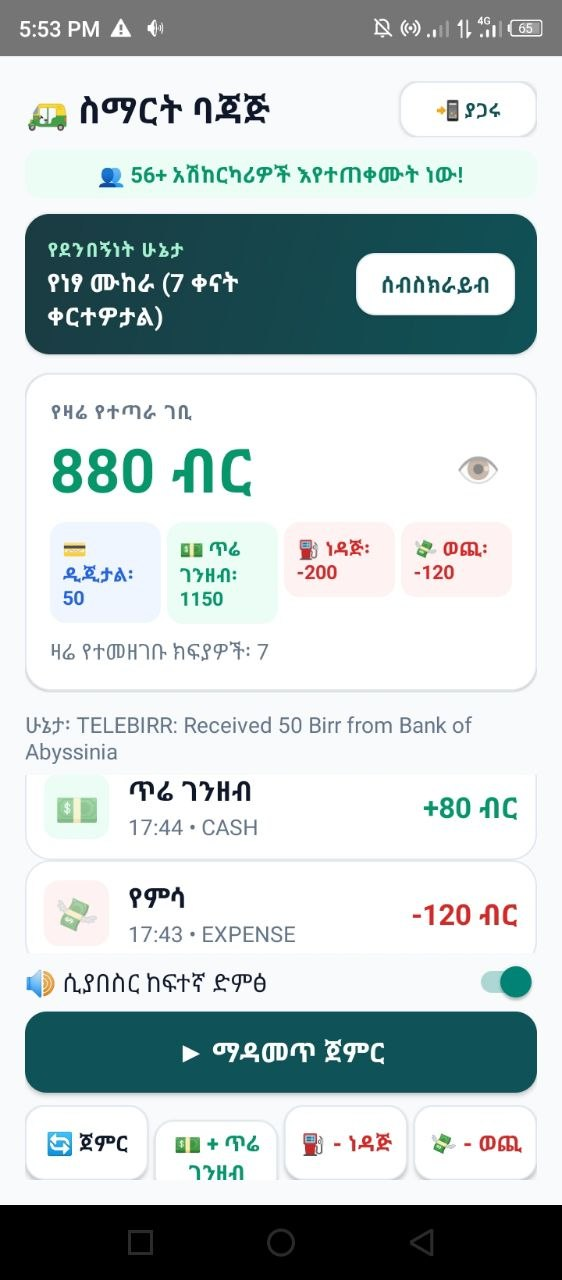 5:53 PM
4G
65
ስማርት ባጃጅ
ያጋሩ
56+ አሽከርካሪዎች እየተጠቀሙት ነው!
የደንበኝነት ሁኔታ
የነፃ ሙከራ (7 ቀናት
ቀርተዎታል)
ሰብስክራይብ
የዛሬ የተጣራ ገቢ
880 ብር
ዲጂታል:
50
ጥሬ
ገንዘብ:
1150
ነዳጅ:
-200
ወጪ:
-120
ዛሬ የተመዘገቡ ክፍያዎች: 7
ሁኔታ: TELEBIRR: Received 50 Birr from Bank of
Abyssinia
ጥሬ ገንዘብ
17:44 • CASH
+80 ብር
የምሳ
17:43 • EXPENSE
-120 ብር
ሲያበስር ከፍተኛ ድምፅ
▶ ማዳመጥ ጀምር
ጀምር
+ ጥሬ
ገንዘብ
- ነዳጅ
- ወጪ